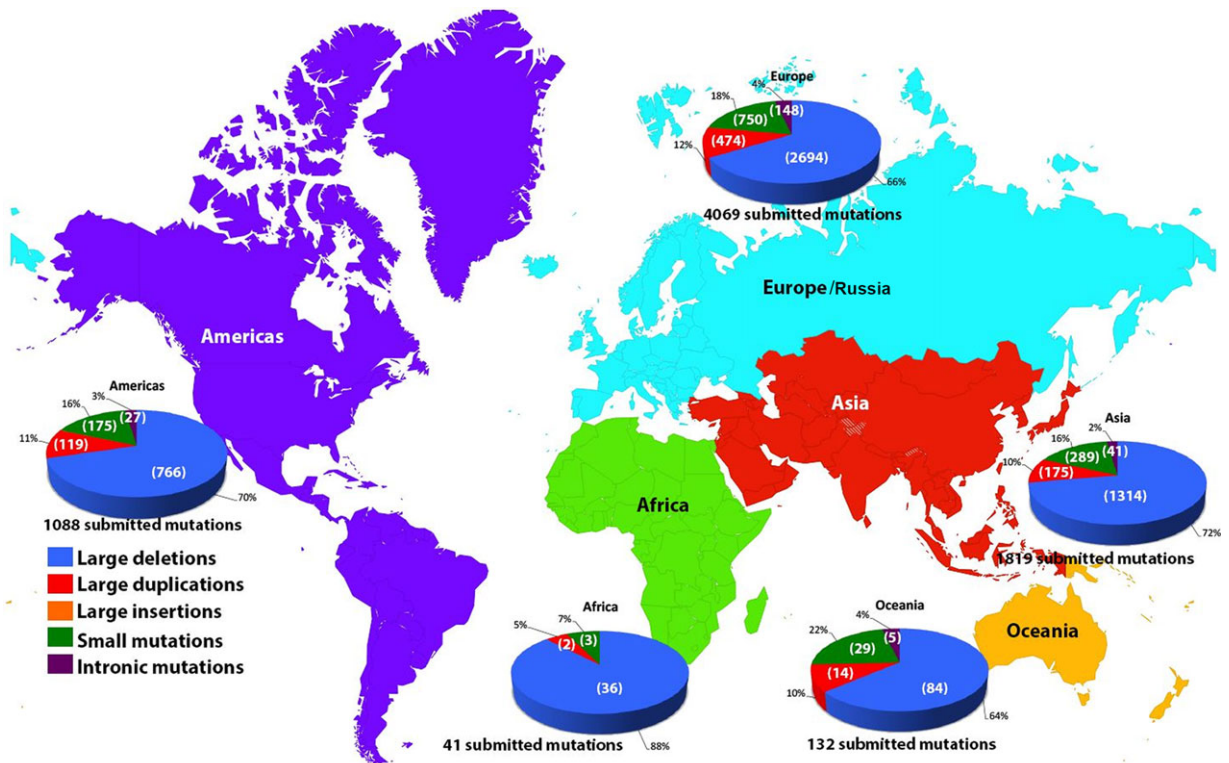 Europe
4%
18%
(148)
(750)
(474)
12%
(2694)
66%
4069 submitted mutations
Europe/Russia
Americas
Americas
3%
16%
(27)
(175)
11%
(119)
(766)
70%
1088 submitted mutations
Asia
Asia
2%
16%
(41)
(289)
10%
(175)
(1314)
72%
1819 submitted mutations
Africa
Large deletions
Large duplications
Large insertions
Small mutations
Intronic mutations
Africa
7%
5%
(3)
(2)
(36)
88%
41 submitted mutations
Oceania
4%
22%
(5)
(29)
(14)
10%
(84)
64%
132 submitted mutations
Oceania